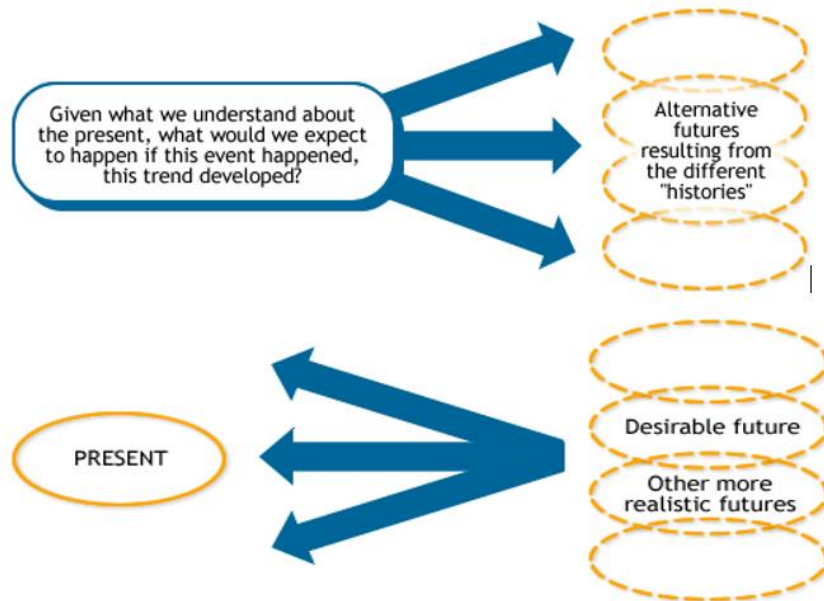 Given what we understand about
the present, what would we expect
to happen if this event happened,
this trend developed?
Alternative
futures
resulting from
the different
"histories"
PRESENT
Desirable future
Other more
realistic futures